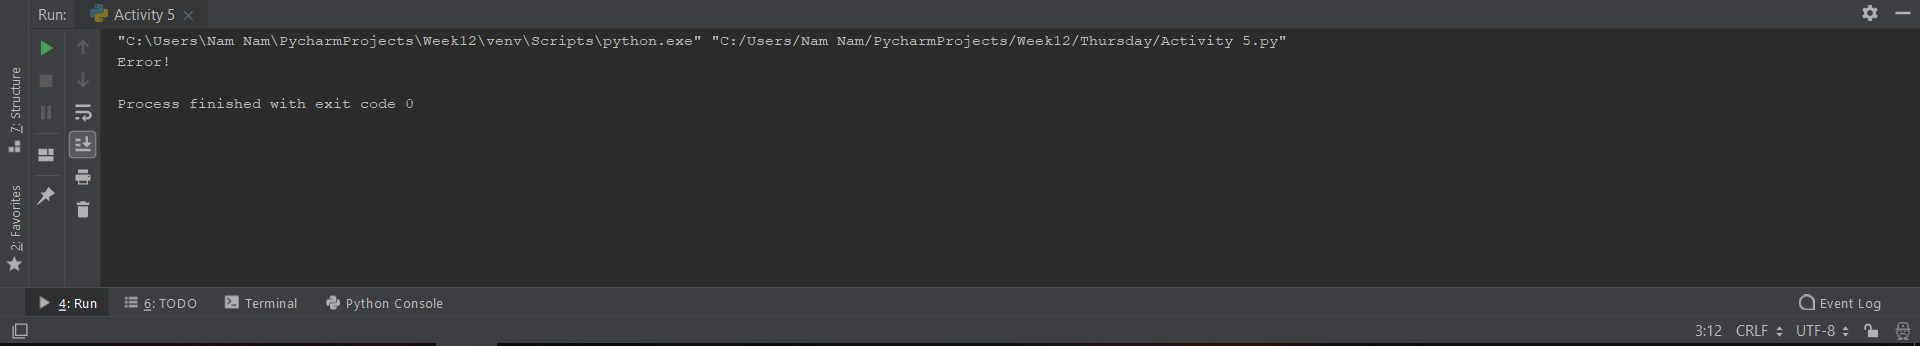 Run: Activity 5
"C:\Users\Nam Nam\PycharmProjects\Week12\venv\Scripts\python.exe" "C:/Users/Nam Nam/PycharmProjects/Week12/Thursday/Activity 5.py"
Error!
Process finished with exit code 0
7: Structure
2: Favorites
4: Run 6: TODO Terminal Python Console Event Log
3:12 CRLF UTF-8